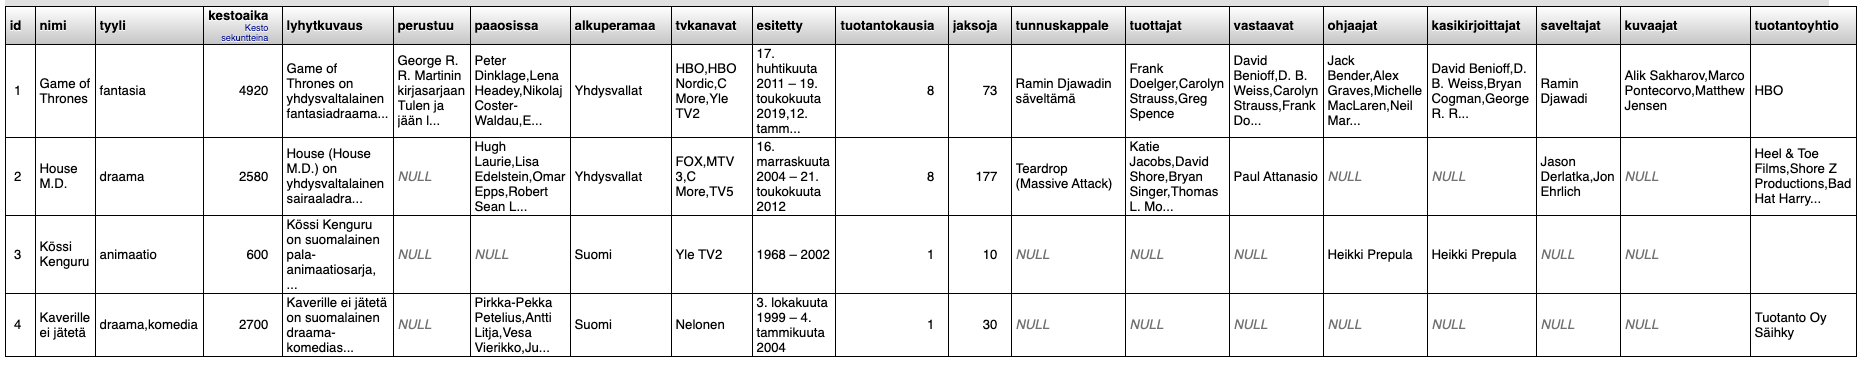 id
nimi
tyyli
kestoaika
Kesto
sekuntteina
lyhytkuvaus
perustuu
paaosissa
alkuperamaa
tvkanavat
esitetty
tuotantokausia
jaksoja
tunnuskappale
tuottajat
vastaavat
ohjaajat
kasikirjoittajat
saveltajat
kuvaajat
tuotantoyhtio
1
Game of
Thrones
fantasia
4920
Game of
Thrones on
yhdysvaltalainen
fantasiadraama...
George R.
R. Martinin
kirjasarjaan
Tulen ja
jään l...
Peter
Dinklage,Lena
Headey,Nikolaj
Coster-
Waldau,E...
Yhdysvallat
HBO,HBO
Nordic,C
More,Yle
TV2
17.
huhtikuuta
2011 – 19.
toukokuuta
2019,12.
tamm...
8
73
Ramin Djawadin
säveltämä
Frank
Doelger,Carolyn
Strauss,Greg
Spence
David
Benioff,D. B.
Weiss,Carolyn
Strauss,Frank
Do...
Jack
Bender,Alex
Graves,Michelle
MacLaren,Neil
Mar...
David Benioff,D.
B. Weiss,Bryan
Cogman,George
R. R...
Ramin
Djawadi
Alik Sakharov,Marco
Pontecorvo,Matthew
Jensen
HBO
2
House
M.D.
draama
2580
House (House
M.D.) on
yhdysvaltalainen
sairaaladra...
NULL
Hugh
Laurie,Lisa
Edelstein,Omar
Epps,Robert
Sean L...
Yhdysvallat
FOX,MTV
3,C
More,TV5
16.
marraskuuta
2004 – 21.
toukokuuta
2012
8
177
Teardrop
(Massive Attack)
Katie
Jacobs,David
Shore,Bryan
Singer,Thomas
L. Mo...
Paul Attanasio
NULL
NULL
Jason
Derlatka,Jon
Ehrlich
NULL
Heel & Toe
Films,Shore Z
Productions,Bad
Hat Harry...
3
Kössi
Kenguru
animaatio
600
Kössi Kenguru
on suomalainen
pala-
animaatiosarja,
...
NULL
NULL
Suomi
Yle TV2
1968 – 2002
1
10
NULL
NULL
NULL
Heikki Prepula
Heikki Prepula
NULL
NULL
4
Kaverille
ei jätetä
draama,komedia
2700
Kaverille ei jätetä
on suomalainen
draama-
komedias...
NULL
Pirkka-Pekka
Petelius,Antti
Litja,Vesa
Vierikko,Ju...
Suomi
Nelonen
3. lokakuuta
1999 – 4.
tammikuuta
2004
1
30
NULL
NULL
NULL
NULL
NULL
NULL
NULL
Tuotanto Oy
Säihky